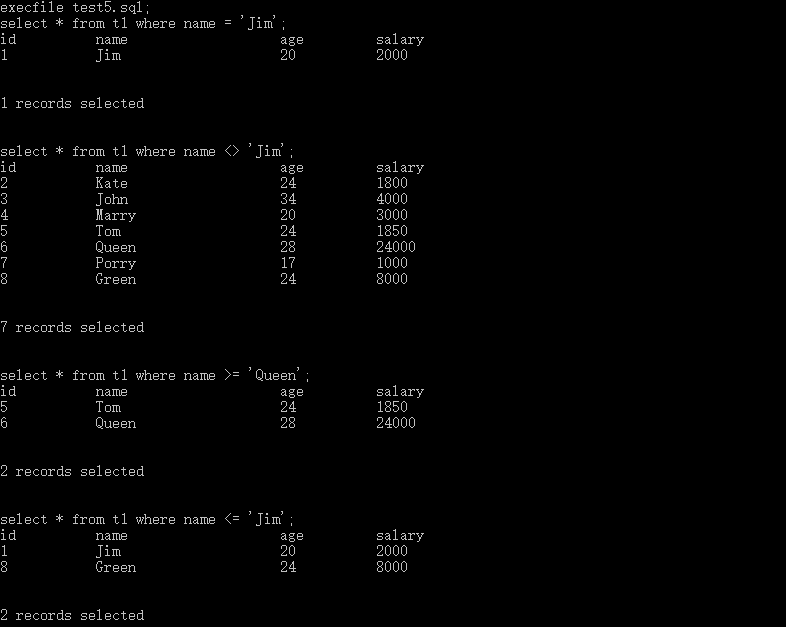 execfile test5.sql;
select * from t1 where name = 'Jim';
id name age salary
1 Jim 20 2000
1 records selected
select * from t1 where name <> 'Jim';
id name age salary
2 Kate 24 1800
3 John 34 4000
4 Marry 20 3000
5 Tom 24 1850
6 Queen 28 24000
7 Porry 17 1000
8 Green 24 8000
7 records selected
select * from t1 where name >= 'Queen';
id name age salary
5 Tom 24 1850
6 Queen 28 24000
2 records selected
select * from t1 where name <= 'Jim';
id name age salary
1 Jim 20 2000
8 Green 24 8000
2 records selected